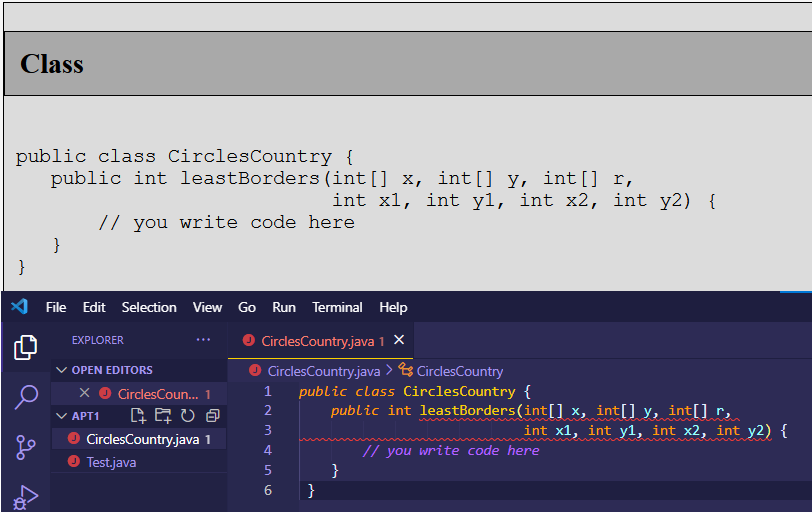 Class
public class CirclesCountry {
   public int leastBorders(int[] x, int[] y, int[] r,
                           int x1, int y1, int x2, int y2) {
       // you write code here
   }
}
File Edit Selection View Go Run Terminal Help
EXPLORER ···
CirclesCountry.java 1 ×
OPEN EDITORS
× CirclesCoun... 1
APT1
CirclesCountry.java 1
Test.java
CirclesCountry.java > CirclesCountry
1 public class CirclesCountry {
2    public int leastBorders(int[] x, int[] y, int[] r,
3                            int x1, int y1, int x2, int y2) {
4        // you write code here
5    }
6 }